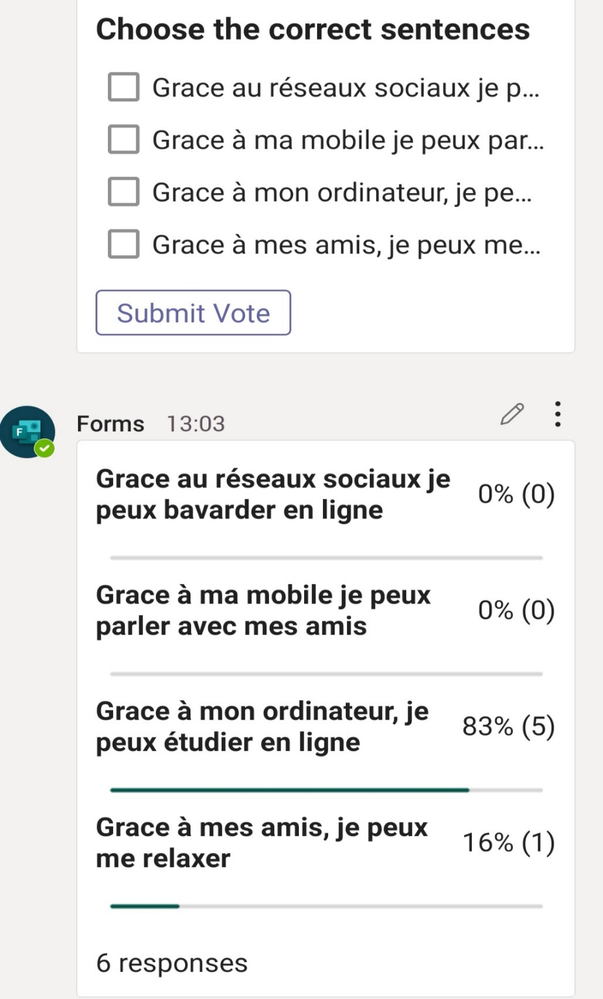 Choose the correct sentences
Grace au réseaux sociaux je p...
Grace à ma mobile je peux par...
Grace à mon ordinateur, je pe...
Grace à mes amis, je peux me...
Submit Vote
F
Forms 13:03
Grace au réseaux sociaux je
peux bavarder en ligne
0% (0)
Grace à ma mobile je peux
parler avec mes amis
0% (0)
Grace à mon ordinateur, je
peux étudier en ligne
83% (5)
Grace à mes amis, je peux
me relaxer
16% (1)
6 responses